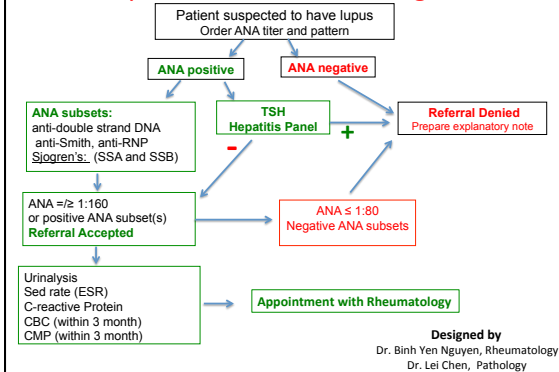 Patient suspected to have lupus
Order ANA titer and pattern
ANA positive
ANA negative
ANA subsets:
anti-double strand DNA
anti-Smith, anti-RNP
Sjogren's: (SSA and SSB)
TSH
Hepatitis Panel
+
-
Referral Denied
Prepare explanatory note
ANA =/≥ 1:160
or positive ANA subset(s)
Referral Accepted
ANA ≤ 1:80
Negative ANA subsets
Urinalysis
Sed rate (ESR)
C-reactive Protein
CBC (within 3 month)
CMP (within 3 month)
Appointment with Rheumatology
Designed by
Dr. Binh Yen Nguyen, Rheumatology
Dr. Lei Chen, Pathology